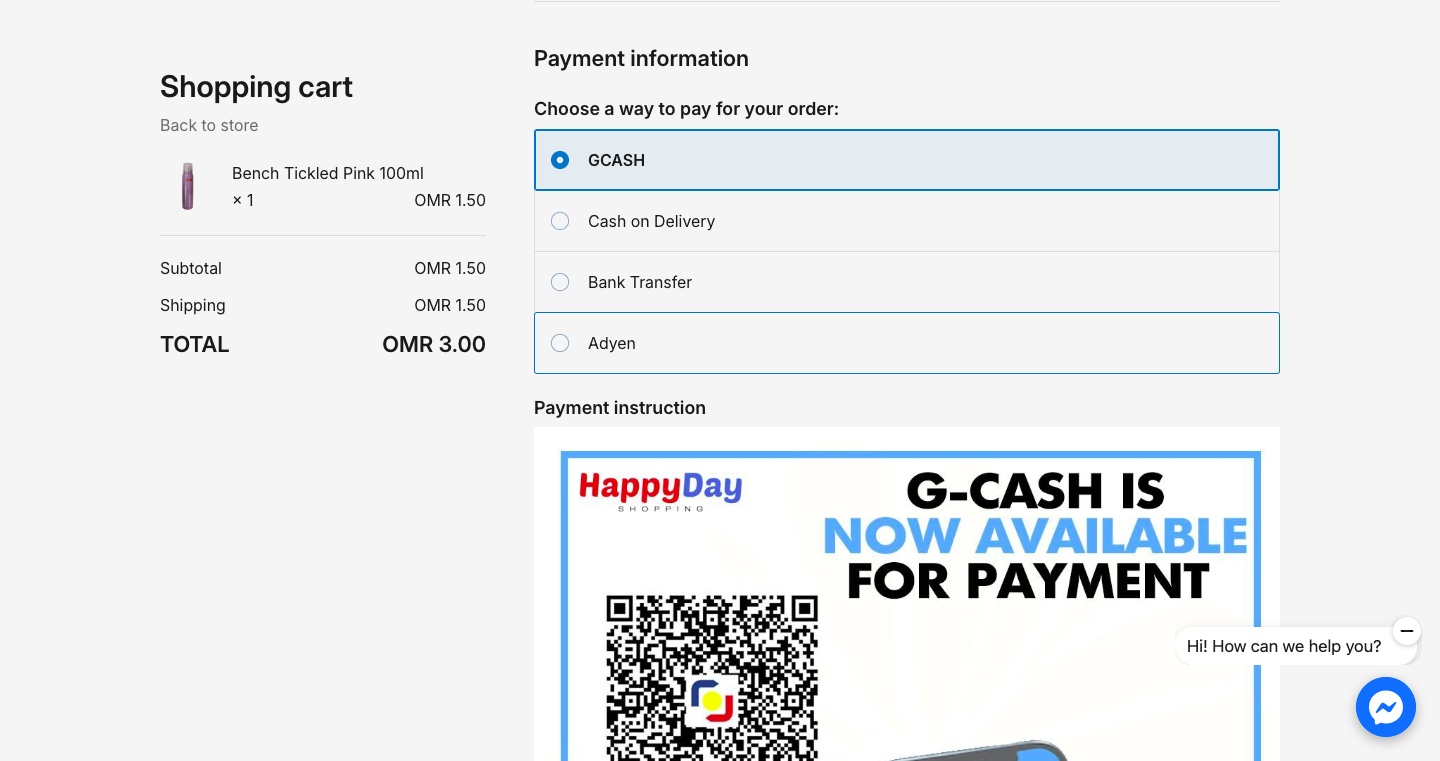 Shopping cart
Back to store
Bench Tickled Pink 100ml
× 1 OMR 1.50
Subtotal OMR 1.50
Shipping OMR 1.50
TOTAL OMR 3.00
Payment information
Choose a way to pay for your order:
GCASH
Cash on Delivery
Bank Transfer
Adyen
Payment instruction
HappyDay
SHOPPING
G-CASH IS
NOW AVAILABLE
FOR PAYMENT
Hi! How can we help you?